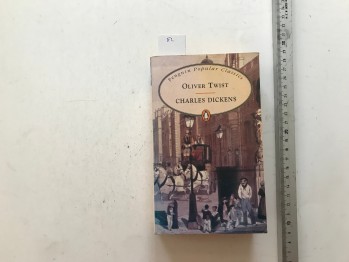 Penguin Popular Classics
OLIVER TWIST
CHARLES DICKENS